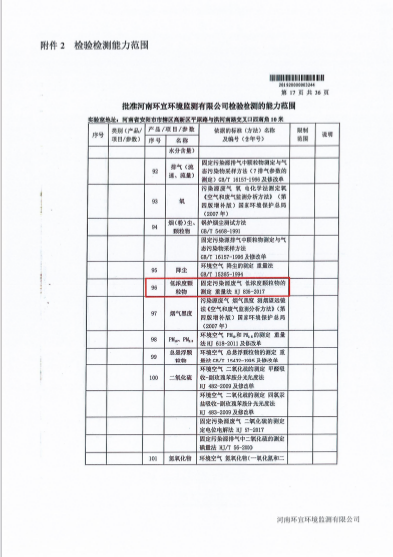 附件 2 检验检测能力范围
第 17 页 共 38 页
批准河南环宜环境监测有限公司检验检测的能力范围
实验室地址：河南省安阳市市辖区高新区平原路与洪河南路交叉口西南角 10 米
序号
类别（产品/项目/参数）
产品/项目/参数
序号
名称
依据的标准（方法）名称及编号（含年号）
限制范围
说明
水分含量）
92
排气（流速、流量）
固定污染源排气中颗粒物测定与气
态污染物采样方法（7 排气参数的
测定）GB/T 16157-1996 及修改单
93
氧
污染源废气 氧 电化学法测定氧
《空气和废气监测分析方法》（第
四版增补版）国家环境保护总局
（2007 年）
94
烟（粉）尘、颗粒物
锅炉烟尘测试方法
GB/T 5468-1991
固定污染源排气中颗粒物测定与气
态污染物采样方法
GB/T 16157-1996 及修改单
95
降尘
环境空气 降尘的测定 重量法
GB/T 15265-1994
96
低浓度颗粒物
固定污染源废气 低浓度颗粒物的
测定 重量法 HJ 836-2017
97
烟气黑度
污染源废气 烟气黑度 测烟望远镜
法《空气和废气监测分析方法》（第
四版增补版）国家环境保护总局
（2007 年）
98
PM₁₀、PM₂.₅
环境空气 PM₁₀和 PM₂.₅的测定 重量
法 HJ 618-2011 及修改单
99
总悬浮颗粒物
环境空气 总悬浮颗粒物的测定 重
量法 GB/T 15432-1995 及修改单
100
二氧化硫
环境空气 二氧化硫的测定 甲醛吸
收-副玫瑰苯胺分光光度法
HJ 482-2009 及修改单
环境空气 二氧化硫的测定 四氯汞
盐吸收-副玫瑰苯胺分光光度法
HJ 483-2009 及修改单
固定污染源废气 二氧化硫的测定
定电位电解法 HJ 57-2017
固定污染源排气中二氧化硫的测定
碘量法 HJ/T 56-2000
101
氮氧化物
环境空气 氮氧化物（一氧化氮和二
河南环宜环境监测有限公司